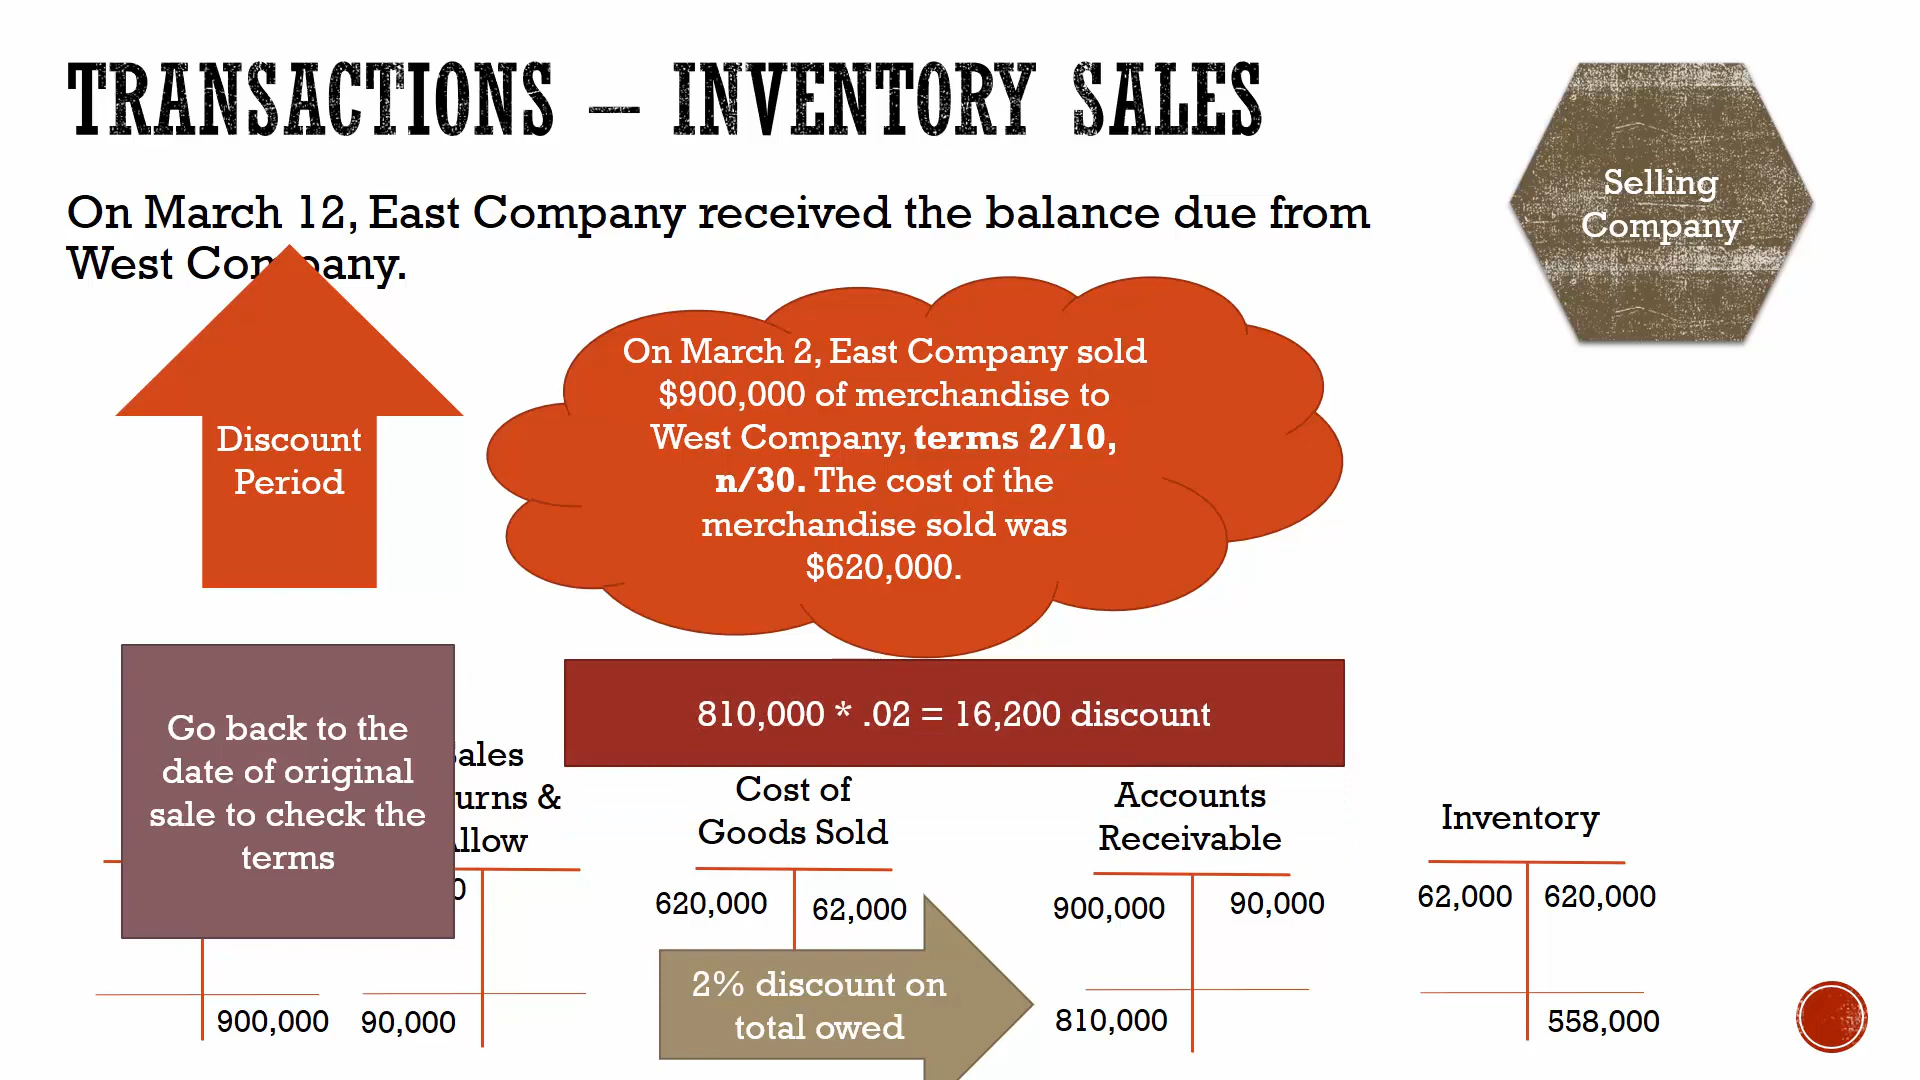 TRANSACTIONS – INVENTORY SALES
Selling
Company
On March 12, East Company received the balance due from
West Company.
Discount
Period
On March 2, East Company sold
$900,000 of merchandise to
West Company, terms 2/10,
n/30. The cost of the
merchandise sold was
$620,000.
810,000 * .02 = 16,200 discount
Go back to the
date of original
sale to check the
terms
ales
urns &
llow
0
900,000
90,000
Cost of
Goods Sold
620,000 62,000
2% discount on
total owed
Accounts
Receivable
900,000 90,000
810,000
Inventory
62,000 620,000
558,000